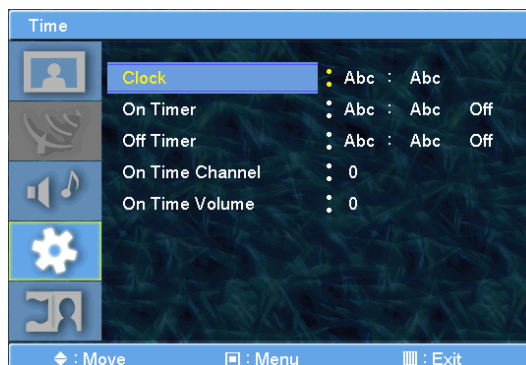 Time
Clock : Abc : Abc
On Timer : Abc : Abc Off
Off Timer : Abc : Abc Off
On Time Channel : 0
On Time Volume : 0
: Move : Menu : Exit